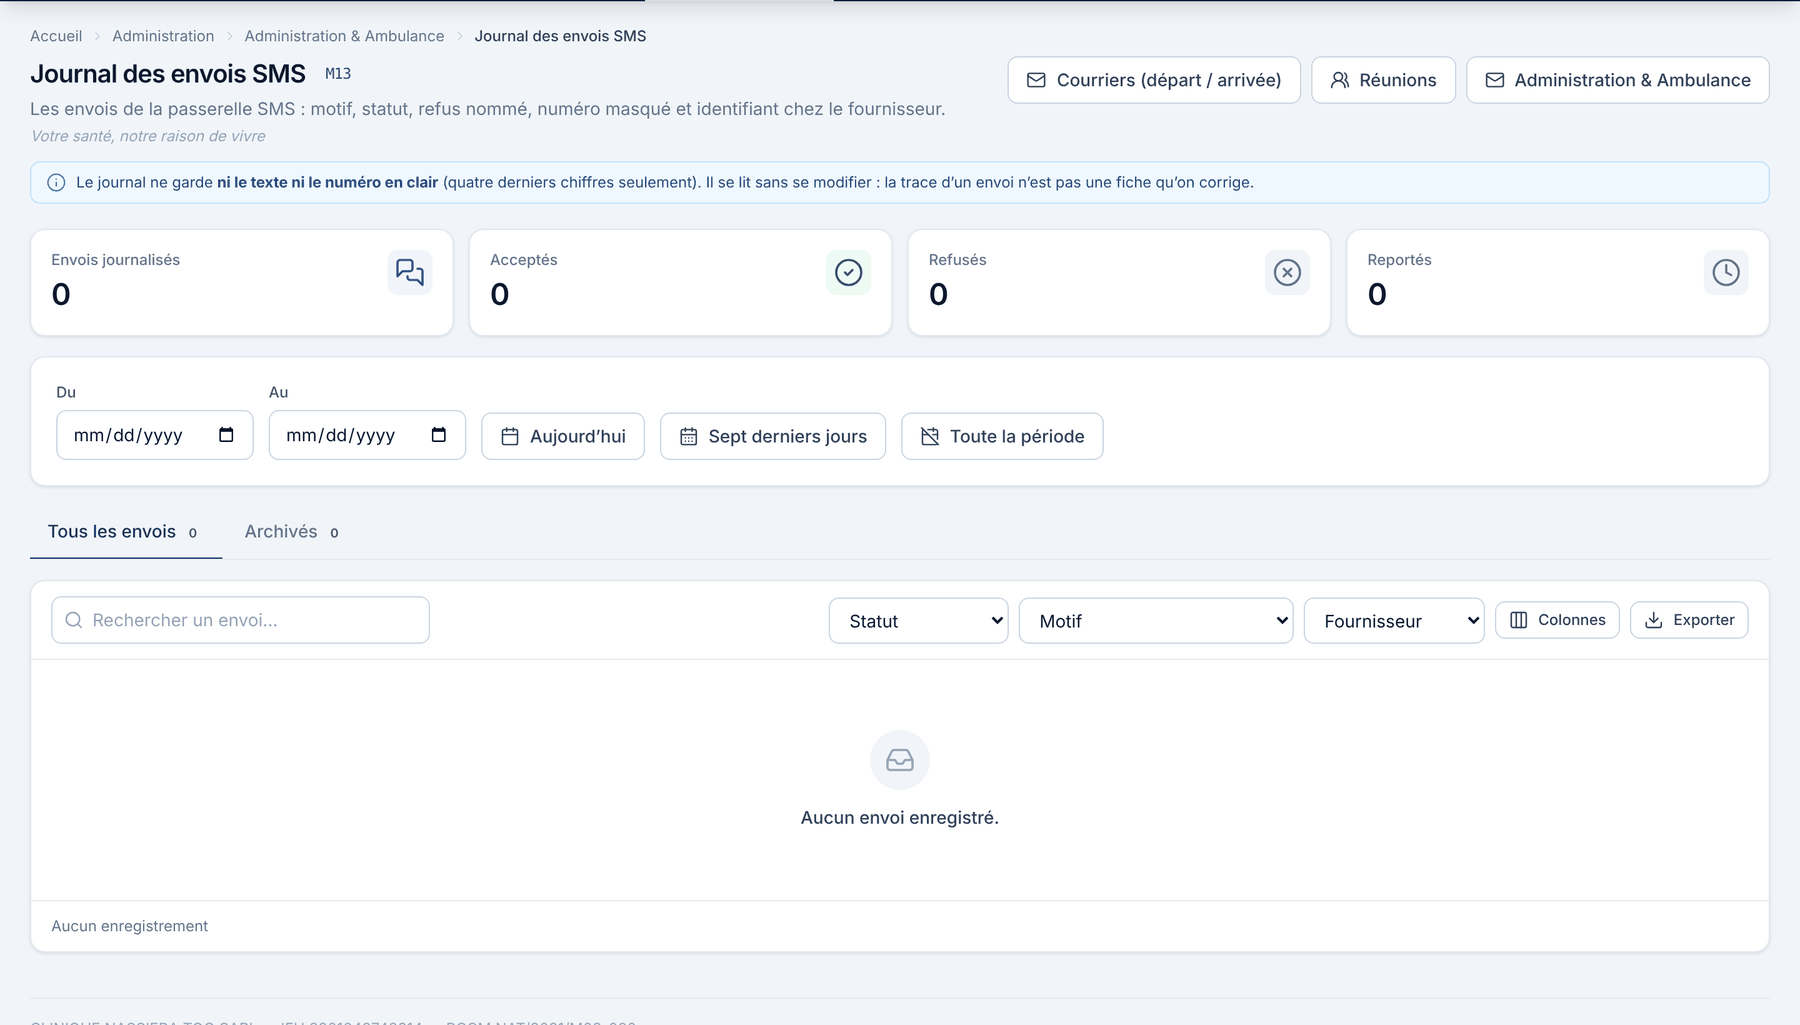 Accueil > Administration > Administration & Ambulance > Journal des envois SMS
Journal des envois SMS M13
Courriers (départ / arrivée) Réunions Administration & Ambulance
Les envois de la passerelle SMS : motif, statut, refus nommé, numéro masqué et identifiant chez le fournisseur.
Votre santé, notre raison de vivre
Le journal ne garde ni le texte ni le numéro en clair (quatre derniers chiffres seulement). Il se lit sans se modifier : la trace d’un envoi n’est pas une fiche qu’on corrige.
Envois journalisés Acceptés Refusés Reportés
0 0 0 0
Du Au
mm/dd/yyyy mm/dd/yyyy Aujourd’hui Sept derniers jours Toute la période
Tous les envois 0 Archivés 0
Rechercher un envoi... Statut Motif Fournisseur Colonnes Exporter
Aucun envoi enregistré.
Aucun enregistrement